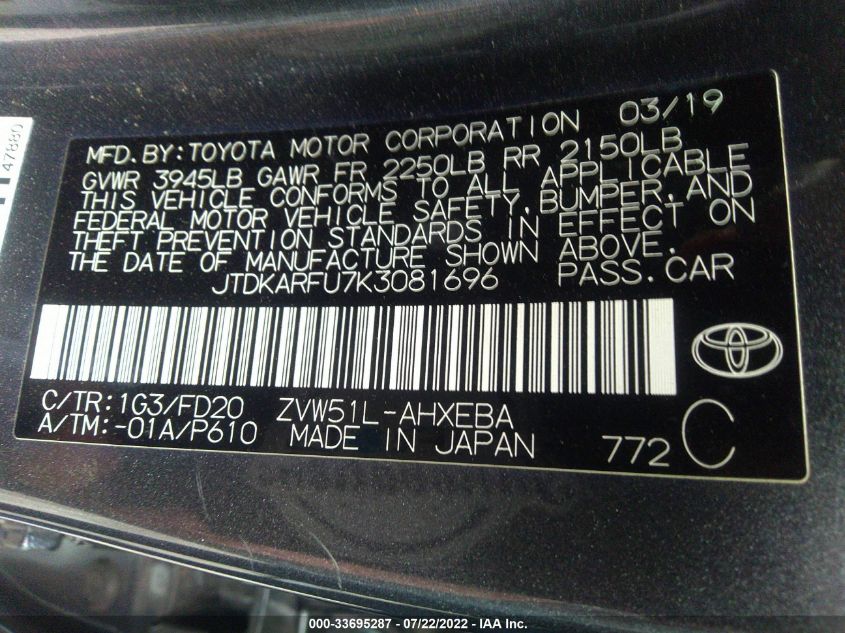 47880
MFD.BY:TOYOTA MOTOR CORPORATION 03/19
GVWR 3945LB GAWR FR 2250LB RR 2150LB
THIS VEHICLE CONFORMS TO ALL APPLICABLE
FEDERAL MOTOR VEHICLE SAFETY,BUMPER,AND
THEFT PREVENTION STANDARDS IN EFFECT ON
THE DATE OF MANUFACTURE SHOWN ABOVE.
JTDKARFU7K3081696 PASS.CAR
C/TR:1G3/FD20 ZVW51L-AHXEBA
A/TM:-01A/P610 MADE IN JAPAN 772 C
000-33695287 - 07/22/2022 - IAA Inc.